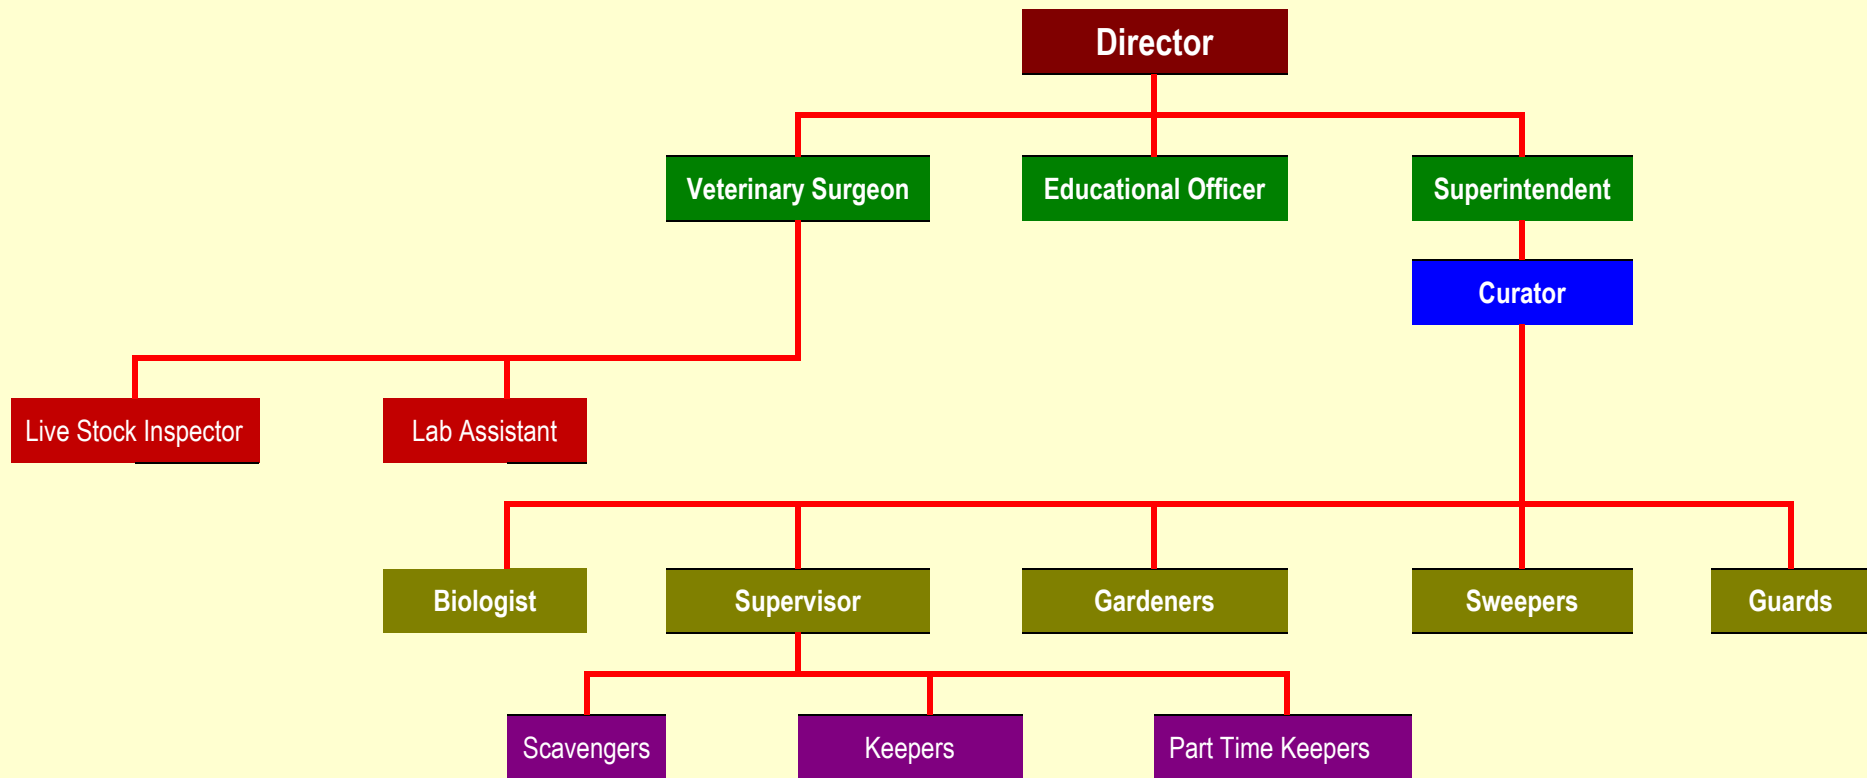 Director
Veterinary Surgeon
Educational Officer
Superintendent
Curator
Live Stock Inspector
Lab Assistant
Biologist
Supervisor
Gardeners
Sweepers
Guards
Scavengers
Keepers
Part Time Keepers